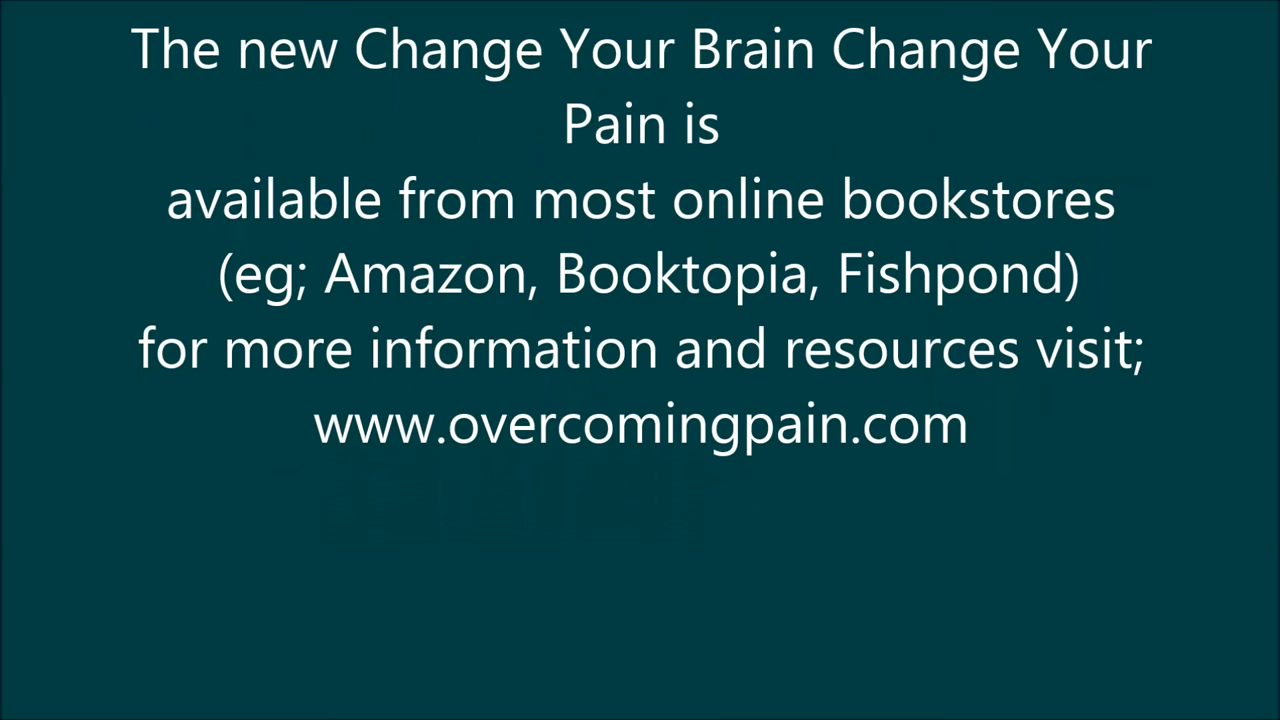 The new Change Your Brain Change Your
Pain is
available from most online bookstores
(eg; Amazon, Booktopia, Fishpond)
for more information and resources visit;
www.overcomingpain.com